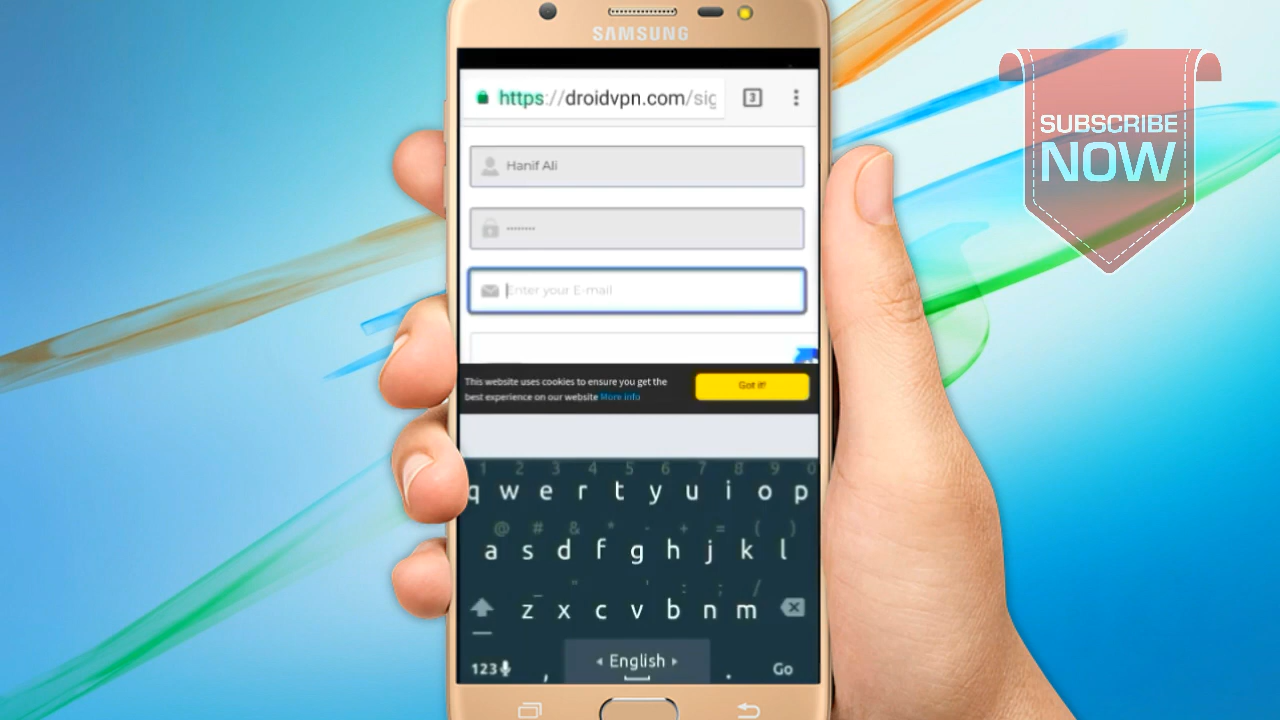 SAMSUNG
https://droidvpn.com/sig
3
Hanif Ali
••••••••
Enter your E-mail
This website uses cookies to ensure you get the
best experience on our website More info
Got it!
SUBSCRIBE
NOW
1 2 3 4 5 6 7 8 9 0
q w e r t y u i o p
@ # & * - + = ( )
a s d f g h j k l
_ " ' : ; /
z x c v b n m
123 , English . Go